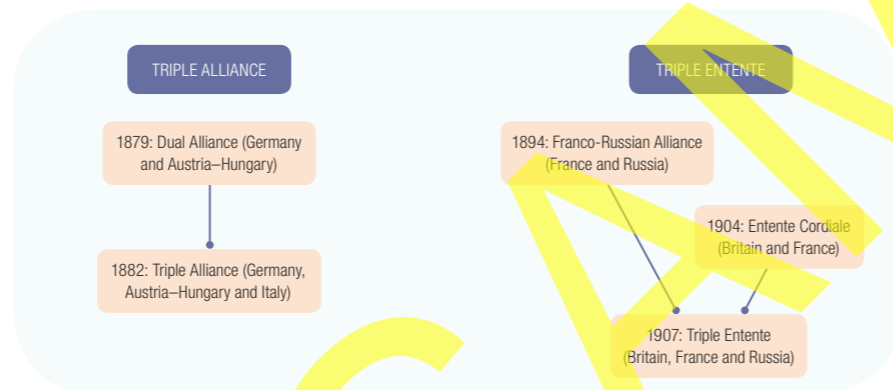 TRIPLE ALLIANCE
1879: Dual Alliance (Germany
and Austria–Hungary)
1882: Triple Alliance (Germany,
Austria–Hungary and Italy)
TRIPLE ENTENTE
1894: Franco-Russian Alliance
(France and Russia)
1904: Entente Cordiale
(Britain and France)
1907: Triple Entente
(Britain, France and Russia)